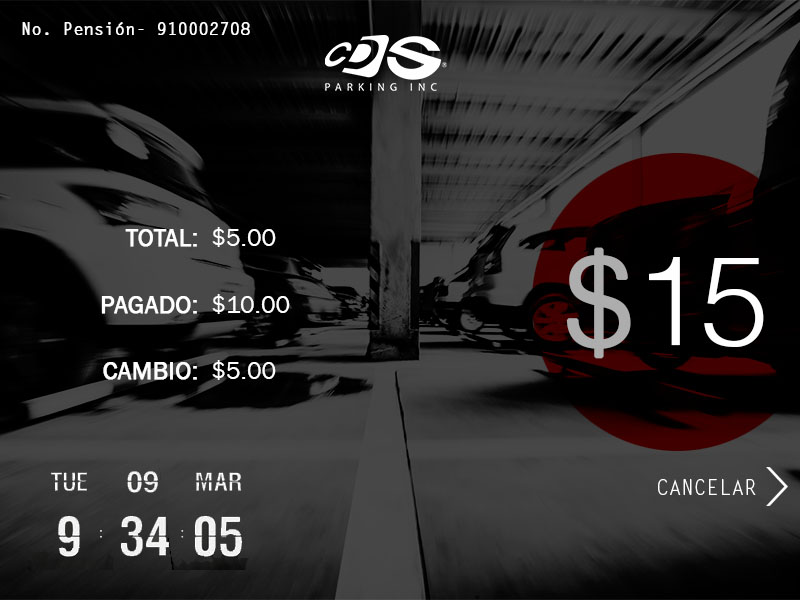 No. Pensión- 910002708
CDS®
PARKING INC
TOTAL: $5.00
PAGADO: $10.00
$15
CAMBIO: $5.00
TUE 09 MAR
CANCELAR
9 : 34 : 05